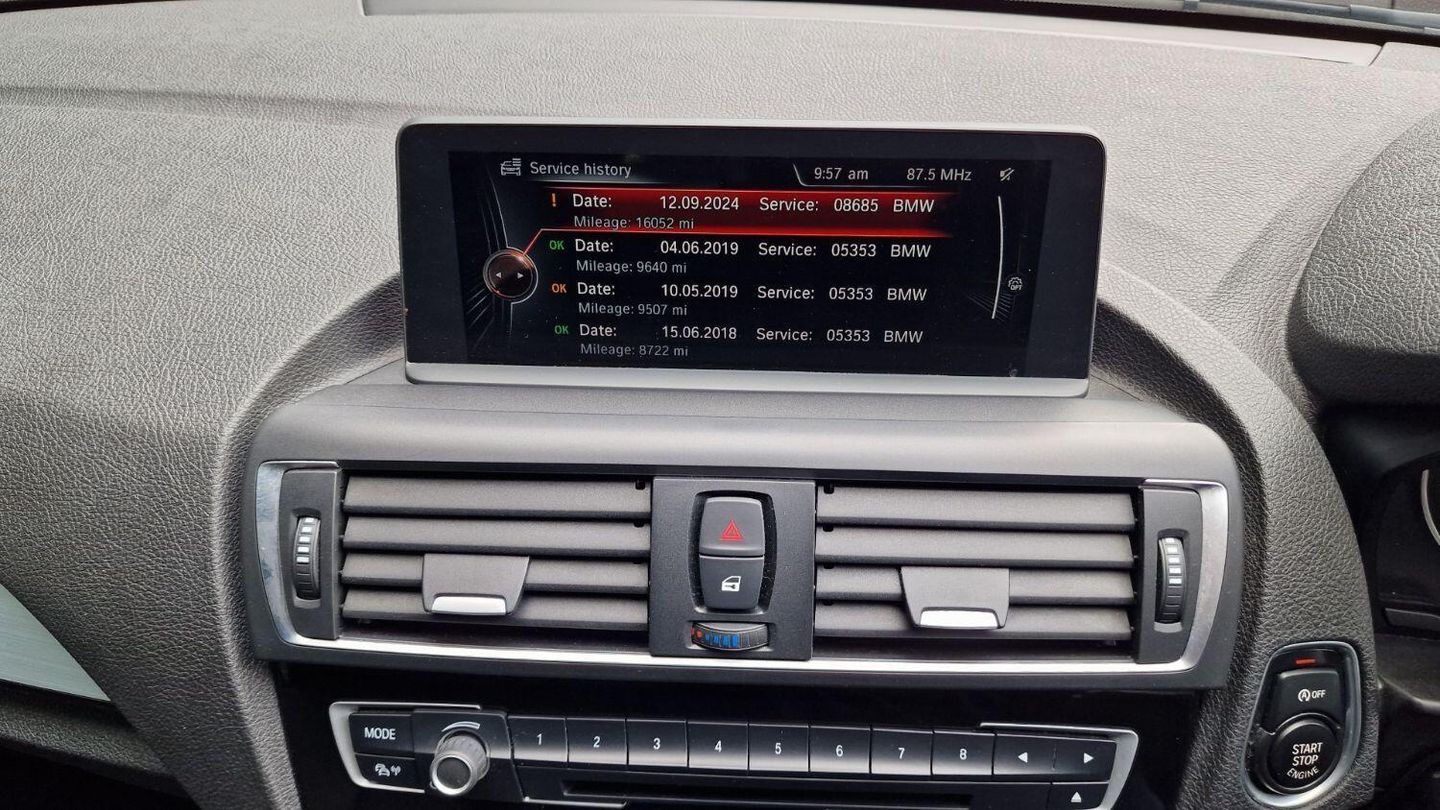 Service history 9:57 am 87.5 MHz
! Date: 12.09.2024 Service: 08685 BMW
Mileage: 16052 mi
OK Date: 04.06.2019 Service: 05353 BMW
Mileage: 9640 mi
OK Date: 10.05.2019 Service: 05353 BMW
Mileage: 9507 mi
OK Date: 15.06.2018 Service: 05353 BMW
Mileage: 8722 mi
OPT
A OFF
MODE 1 2 3 4 5 6 7 8
START
STOP
ENGINE